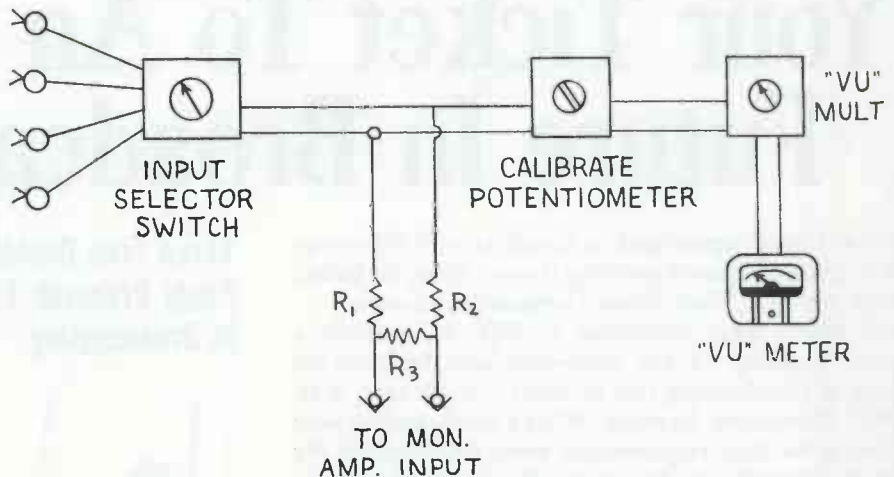 "VU"
MULT
INPUT
SELECTOR
SWITCH
CALIBRATE
POTENTIOMETER
R₁
R₂
R₃
"VU" METER
TO MON.
AMP. INPUT